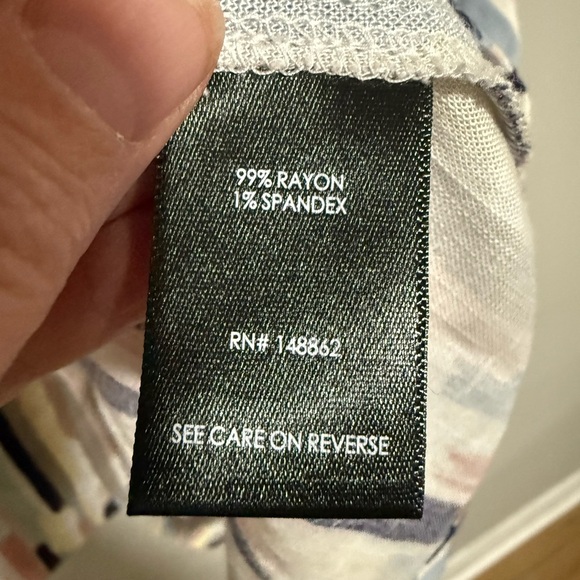 99% RAYON
1% SPANDEX
RN# 148862
SEE CARE ON REVERSE